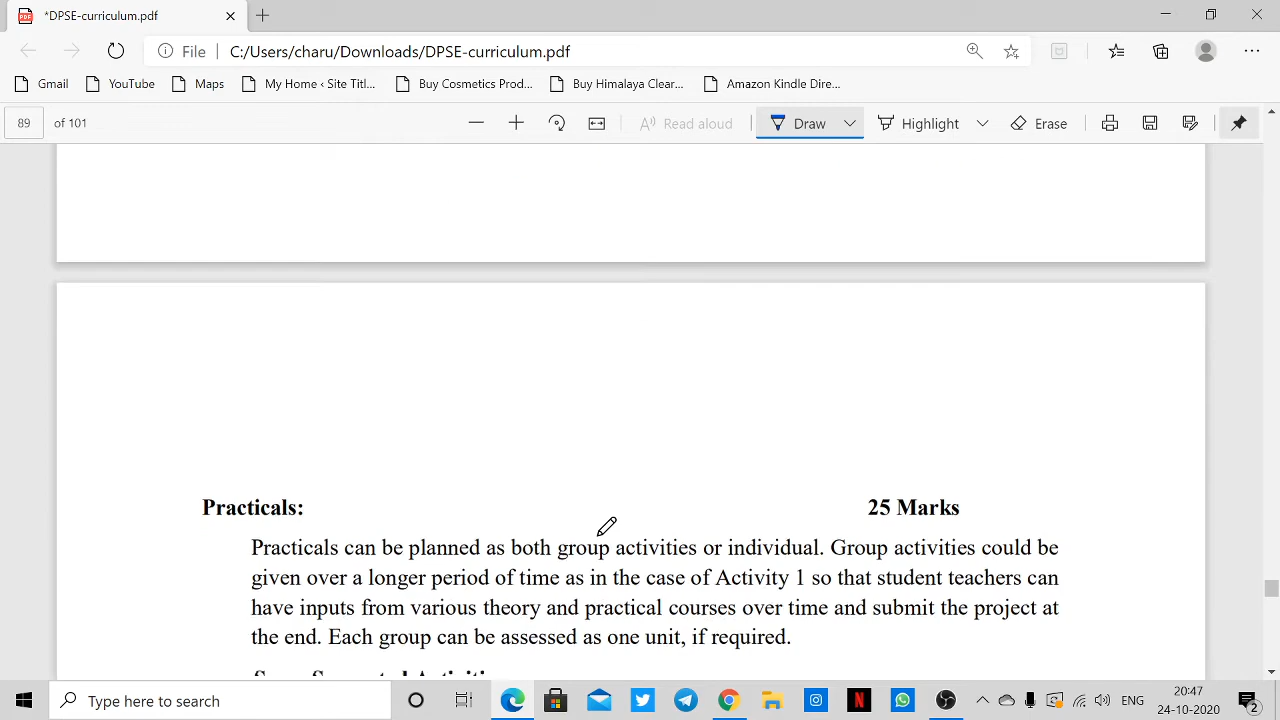 *DPSE-curriculum.pdf
File C:/Users/charu/Downloads/DPSE-curriculum.pdf
Gmail YouTube Maps My Home ‹ Site Titl... Buy Cosmetics Prod... Buy Himalaya Clear... Amazon Kindle Dire...
89 of 101 Read aloud Draw Highlight Erase
Practicals: 25 Marks
Practicals can be planned as both group activities or individual. Group activities could be
given over a longer period of time as in the case of Activity 1 so that student teachers can
have inputs from various theory and practical courses over time and submit the project at
the end. Each group can be assessed as one unit, if required.
Type here to search
ENG 20:47
24-10-2020 2